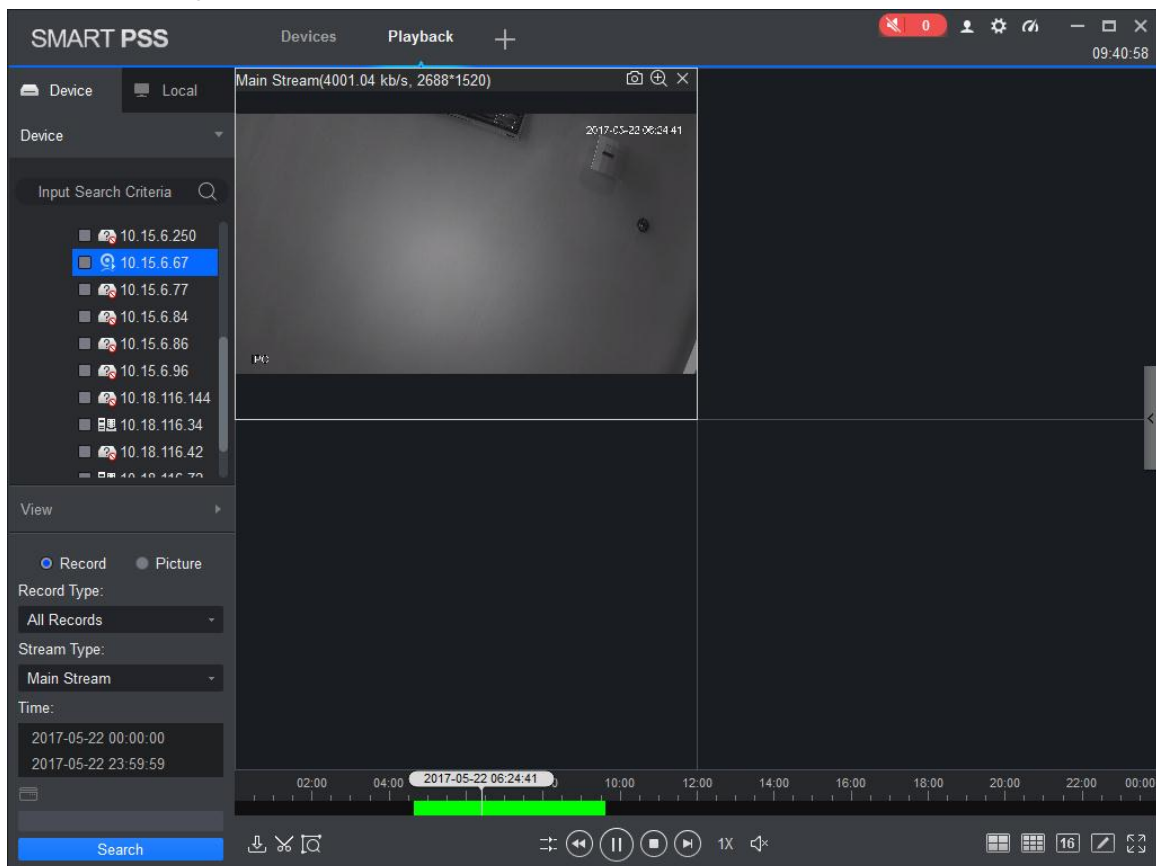 SMART PSS
Devices
Playback
0
09:40:58
Device
Local
Device
Input Search Criteria
10.15.6.250
10.15.6.67
10.15.6.77
10.15.6.84
10.15.6.86
10.15.6.96
10.18.116.144
10.18.116.34
10.18.116.42
View
Record
Picture
Record Type:
All Records
Stream Type:
Main Stream
Time:
2017-05-22 00:00:00
2017-05-22 23:59:59
Search
Main Stream(4001.04 kb/s, 2688*1520)
2017-05-22 06:24:41
02:00 04:00 2017-05-22 06:24:41 10:00 12:00 14:00 16:00 18:00 20:00 22:00 00:00
1X
16